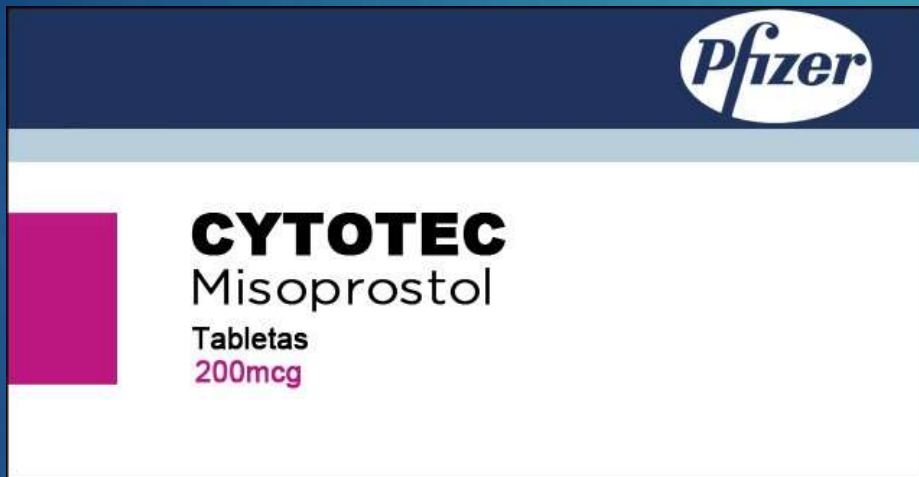 Pfizer
CYTOTEC
Misoprostol
Tabletas
200mcg